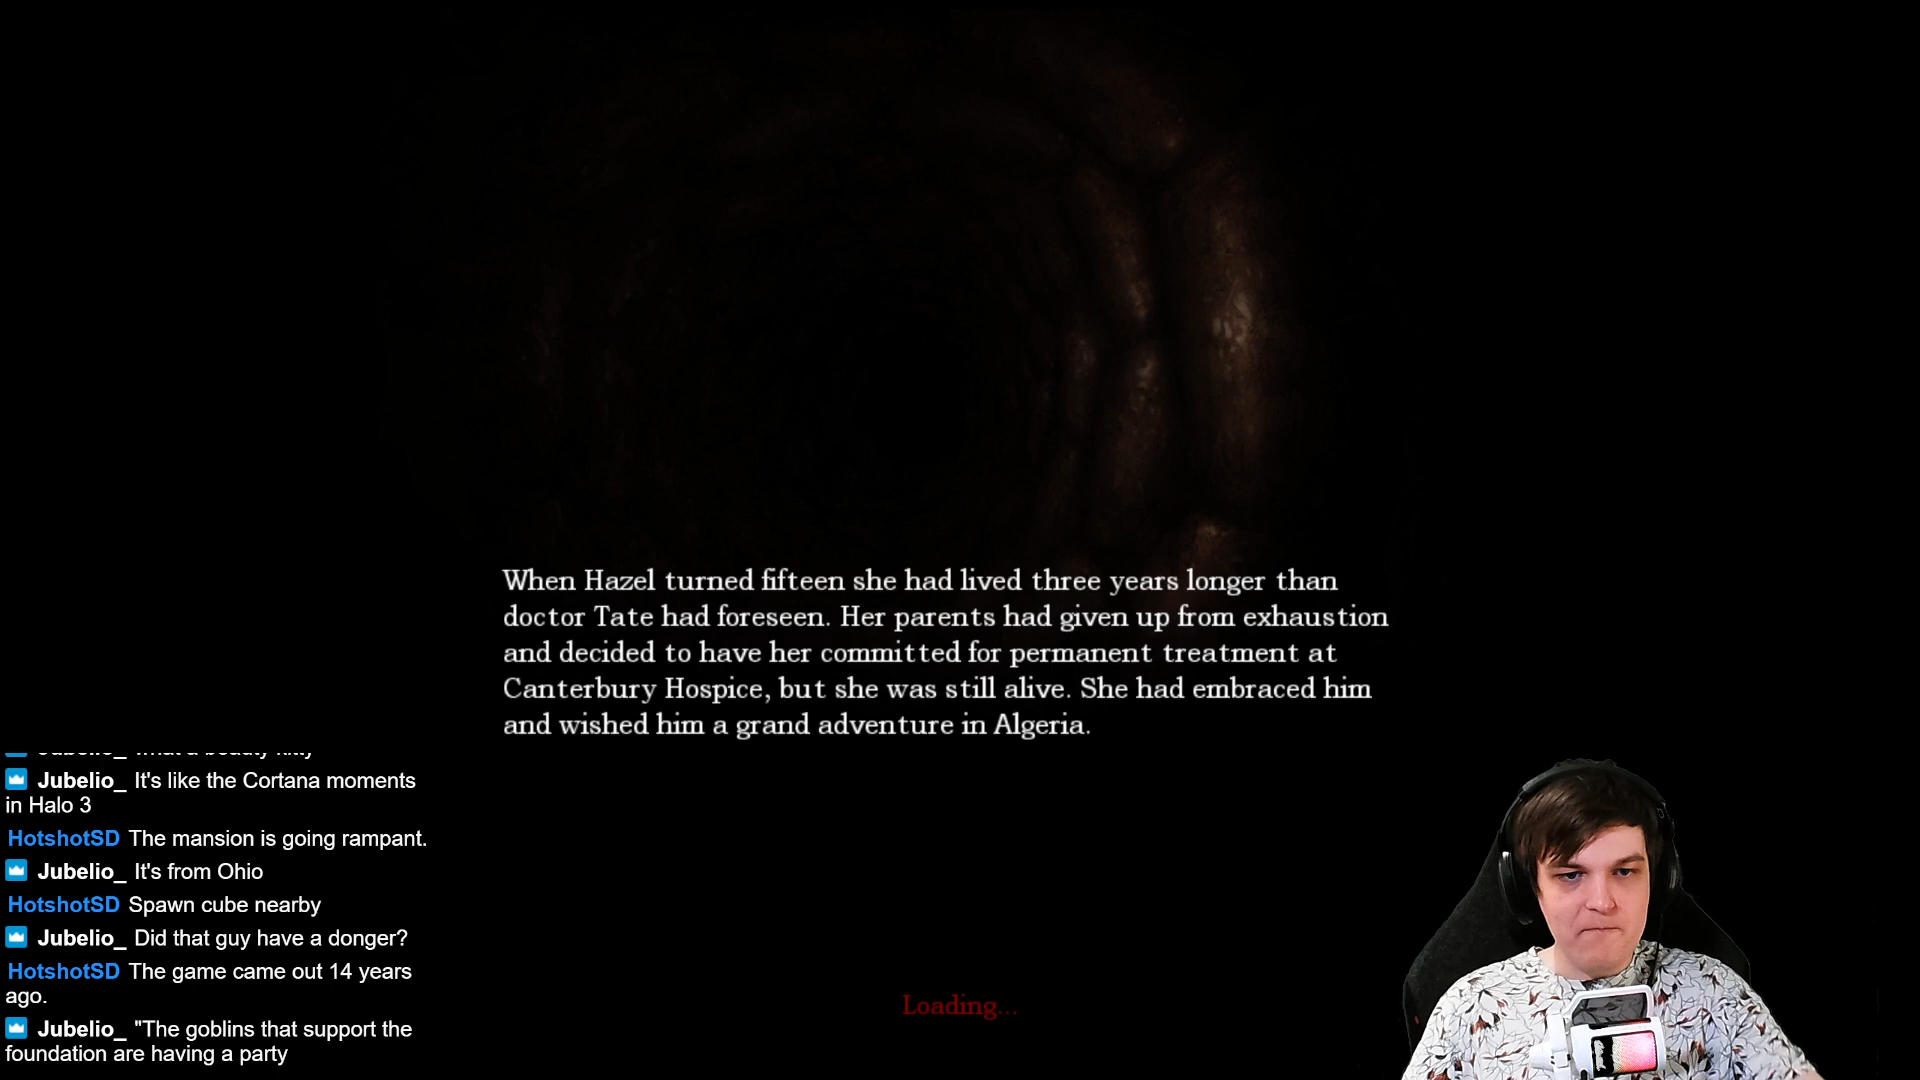 When Hazel turned fifteen she had lived three years longer than
doctor Tate had foreseen. Her parents had given up from exhaustion
and decided to have her committed for permanent treatment at
Canterbury Hospice, but she was still alive. She had embraced him
and wished him a grand adventure in Algeria.
Jubelio_ what a beauty kitty
Jubelio_ It's like the Cortana moments
in Halo 3
HotshotSD The mansion is going rampant.
Jubelio_ It's from Ohio
HotshotSD Spawn cube nearby
Jubelio_ Did that guy have a donger?
HotshotSD The game came out 14 years
ago.
Jubelio_ "The goblins that support the
foundation are having a party
Loading...